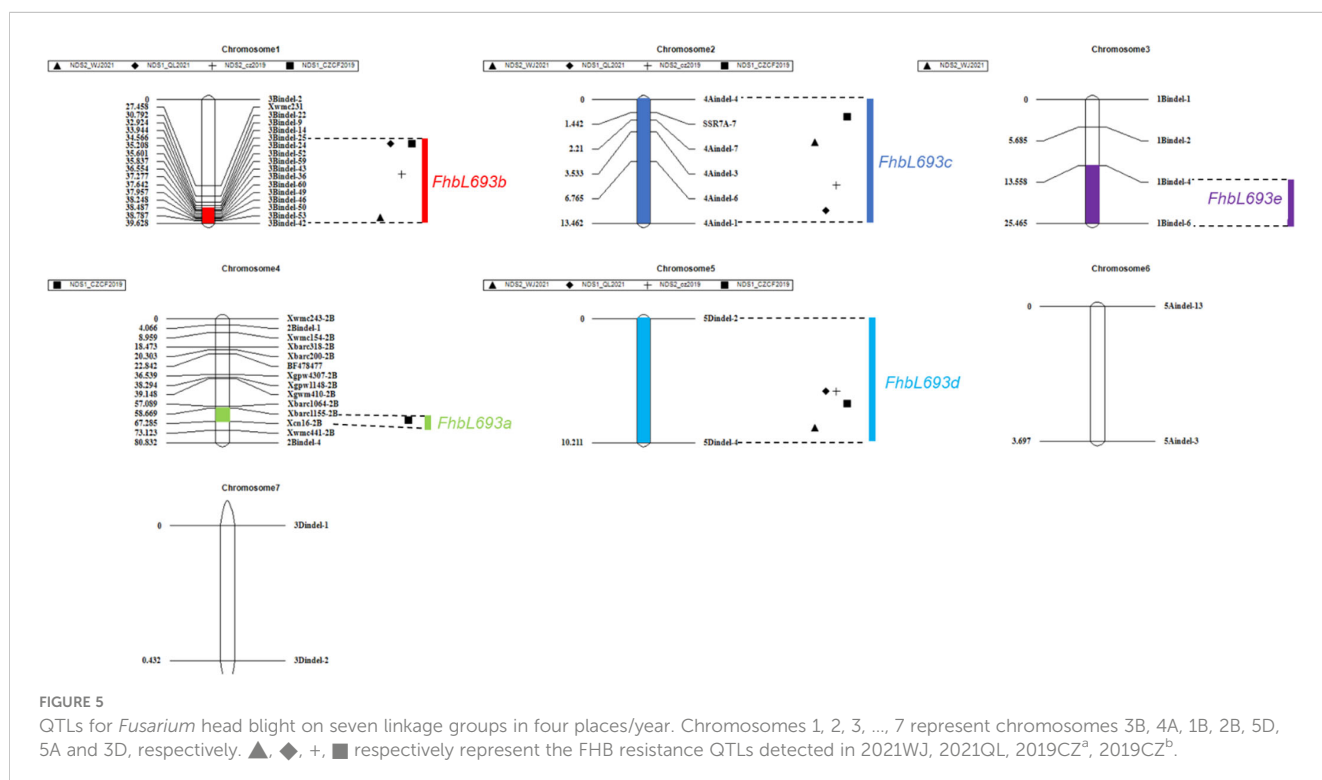 Chromosome1
▲ NDS2_WJ2021 ◆ NDS1_QL2021 + NDS2_cz2019 ■ NDS1_CZCF2019
0 3Bindel-2
27.458 Xwmc231
30.792 3Bindel-22
32.924 3Bindel-9
33.944 3Bindel-14
34.566 3Bindel-25
35.208 3Bindel-24
35.601 3Bindel-52
35.837 3Bindel-59
36.554 3Bindel-43
37.277 3Bindel-36
37.642 3Bindel-60
37.957 3Bindel-49
38.248 3Bindel-46
38.487 3Bindel-50
38.787 3Bindel-53
39.628 3Bindel-42
FhbL693b
Chromosome2
▲ NDS2_WJ2021 ◆ NDS1_QL2021 + NDS2_cz2019 ■ NDS1_CZCF2019
0 4Aindel-4
1.442 SSR7A-7
2.21 4Aindel-7
3.533 4Aindel-3
6.765 4Aindel-6
13.462 4Aindel-1
FhbL693c
Chromosome3
▲ NDS2_WJ2021
0 1Bindel-1
5.685 1Bindel-2
13.558 1Bindel-4
25.465 1Bindel-6
FhbL693e
Chromosome4
■ NDS1_CZCF2019
0 Xwmc243-2B
4.066 2Bindel-1
8.959 Xwmc154-2B
18.473 Xbarc318-2B
20.303 Xbarc200-2B
22.842 BF478477
36.539 Xgpw4307-2B
38.294 Xgpw1148-2B
39.148 Xgwm410-2B
57.089 Xbarc1064-2B
58.669 Xbarc1155-2B
67.285 Xcn16-2B
73.123 Xwmc441-2B
80.832 2Bindel-4
FhbL693a
Chromosome5
▲ NDS2_WJ2021 ◆ NDS1_QL2021 + NDS2_cz2019 ■ NDS1_CZCF2019
0 5Dindel-2
10.211 5Dindel-4
FhbL693d
Chromosome6
0 5Aindel-13
3.697 5Aindel-3
Chromosome7
0 3Dindel-1
0.432 3Dindel-2
FIGURE 5
QTLs for Fusarium head blight on seven linkage groups in four places/year. Chromosomes 1, 2, 3, ..., 7 represent chromosomes 3B, 4A, 1B, 2B, 5D,
5A and 3D, respectively. ▲, ◆, +, ■ respectively represent the FHB resistance QTLs detected in 2021WJ, 2021QL, 2019CZᵃ, 2019CZᵇ.